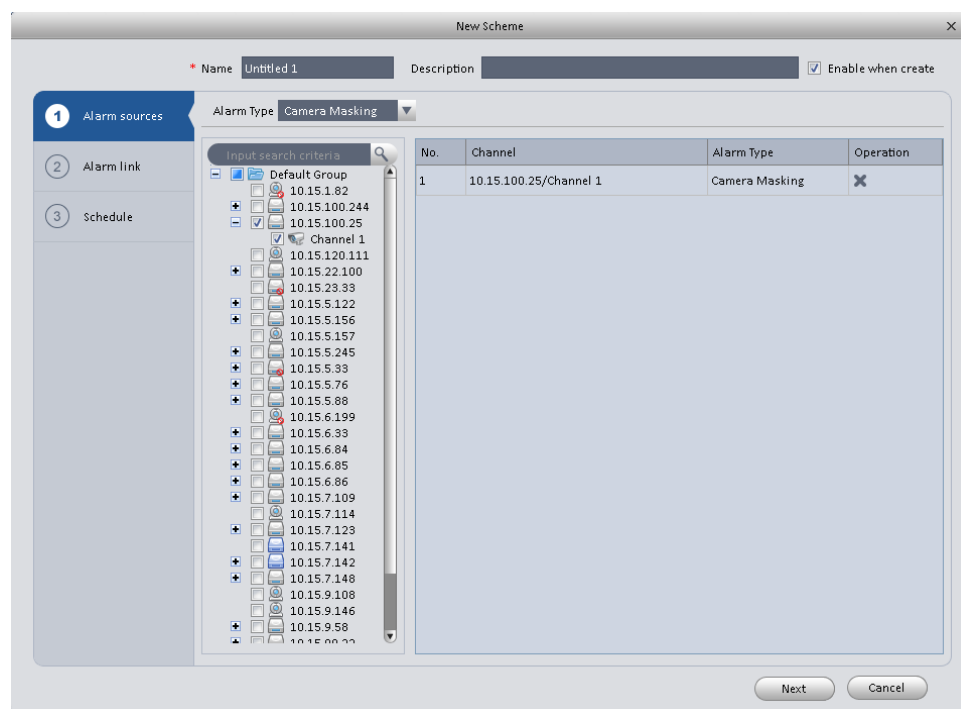 New Scheme
* Name Untitled 1 Description Enable when create
1 Alarm sources
2 Alarm link
3 Schedule
Alarm Type Camera Masking
Input search criteria
Default Group
10.15.1.82
10.15.100.244
10.15.100.25
Channel 1
10.15.120.111
10.15.22.100
10.15.23.33
10.15.5.122
10.15.5.156
10.15.5.157
10.15.5.245
10.15.5.33
10.15.5.76
10.15.5.88
10.15.6.199
10.15.6.33
10.15.6.84
10.15.6.85
10.15.6.86
10.15.7.109
10.15.7.114
10.15.7.123
10.15.7.141
10.15.7.142
10.15.7.148
10.15.9.108
10.15.9.146
10.15.9.58
No. Channel Alarm Type Operation
1 10.15.100.25/Channel 1 Camera Masking
Next Cancel